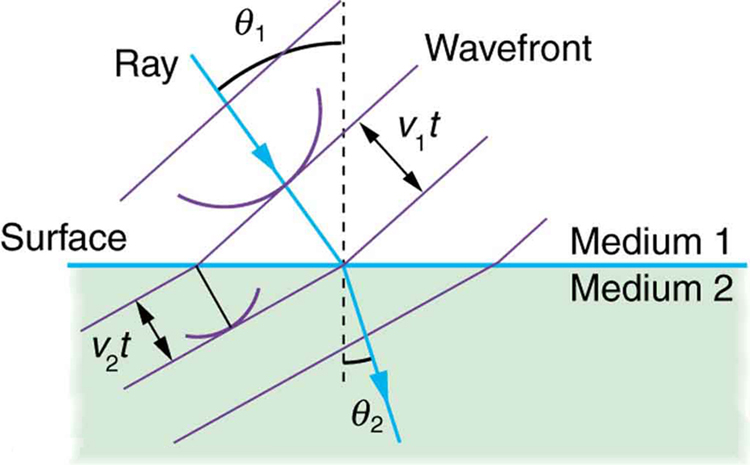 θ₁
Ray
Wavefront
v₁t
Surface
Medium 1
Medium 2
v₂t
θ₂